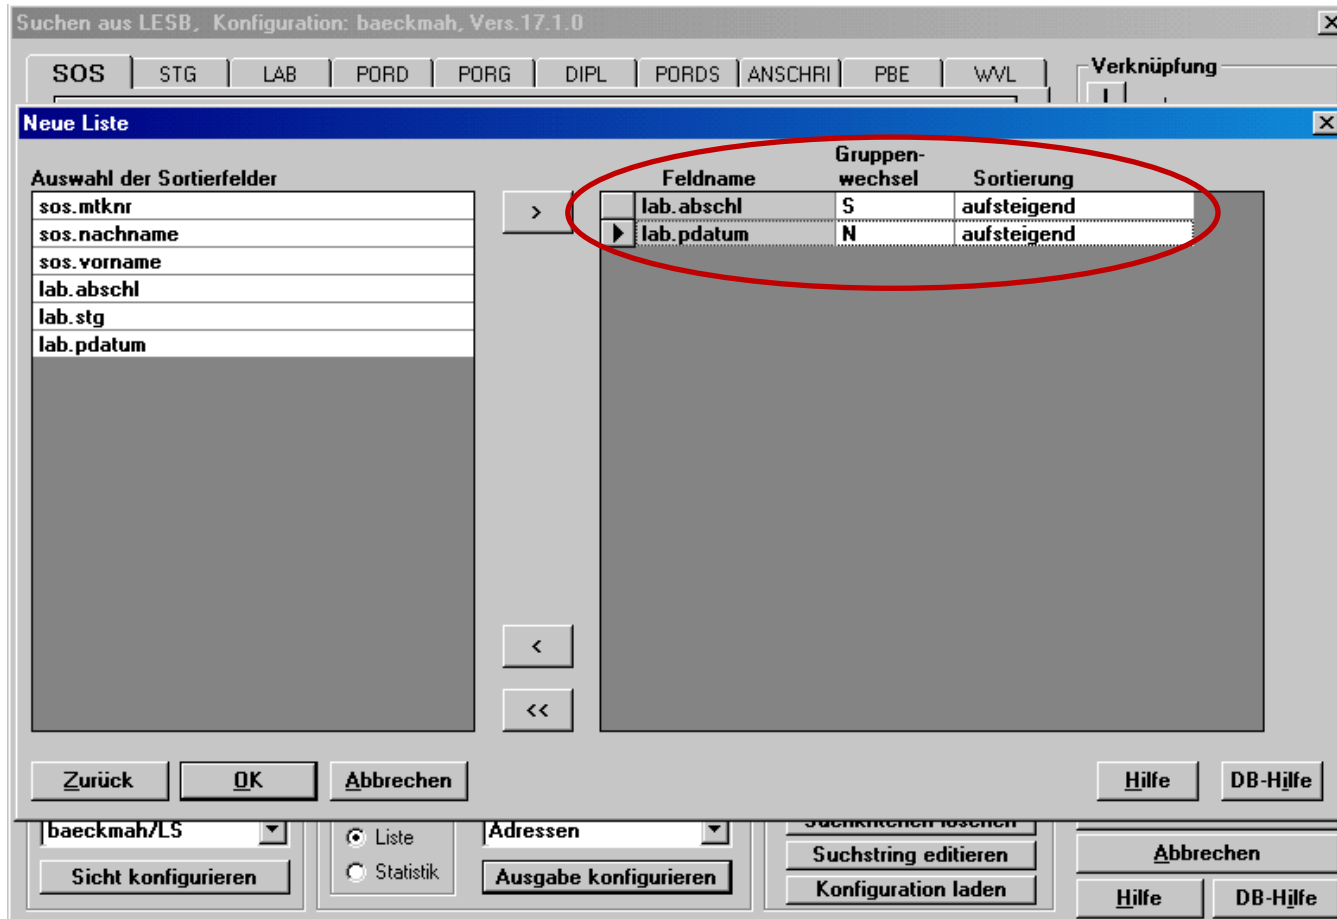 Suchen aus LESB, Konfiguration: baeckmah, Vers.17.1.0
SOS STG LAB PORD PORG DIPL PORDS ANSCHRI PBE WVL
Verknüpfung
Neue Liste
Auswahl der Sortierfelder
sos.mtknr
sos.nachname
sos.vorname
lab.abschl
lab.stg
lab.pdatum
>
<
<<
Gruppen-
Feldname wechsel Sortierung
lab.abschl S aufsteigend
lab.pdatum N aufsteigend
Zurück OK Abbrechen Hilfe DB-Hilfe
baeckmah/LS
Sicht konfigurieren
Liste
Statistik
Adressen
Ausgabe konfigurieren
Suchkriterien löschen
Suchstring editieren
Konfiguration laden
Abbrechen
Hilfe DB-Hilfe